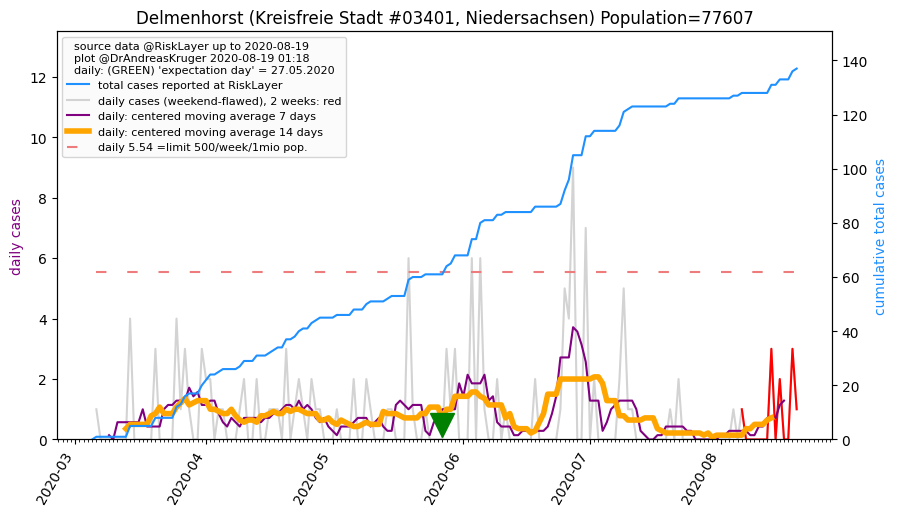 Delmenhorst (Kreisfreie Stadt #03401, Niedersachsen) Population=77607
source data @RiskLayer up to 2020-08-19
plot @DrAndreasKruger 2020-08-19 01:18
daily: (GREEN) 'expectation day' = 27.05.2020
total cases reported at RiskLayer
daily cases (weekend-flawed), 2 weeks: red
daily: centered moving average 7 days
daily: centered moving average 14 days
daily 5.54 =limit 500/week/1mio pop.
daily cases
12
10
8
6
4
2
0
cumulative total cases
140
120
100
80
60
40
20
0
2020-03
2020-04
2020-05
2020-06
2020-07
2020-08